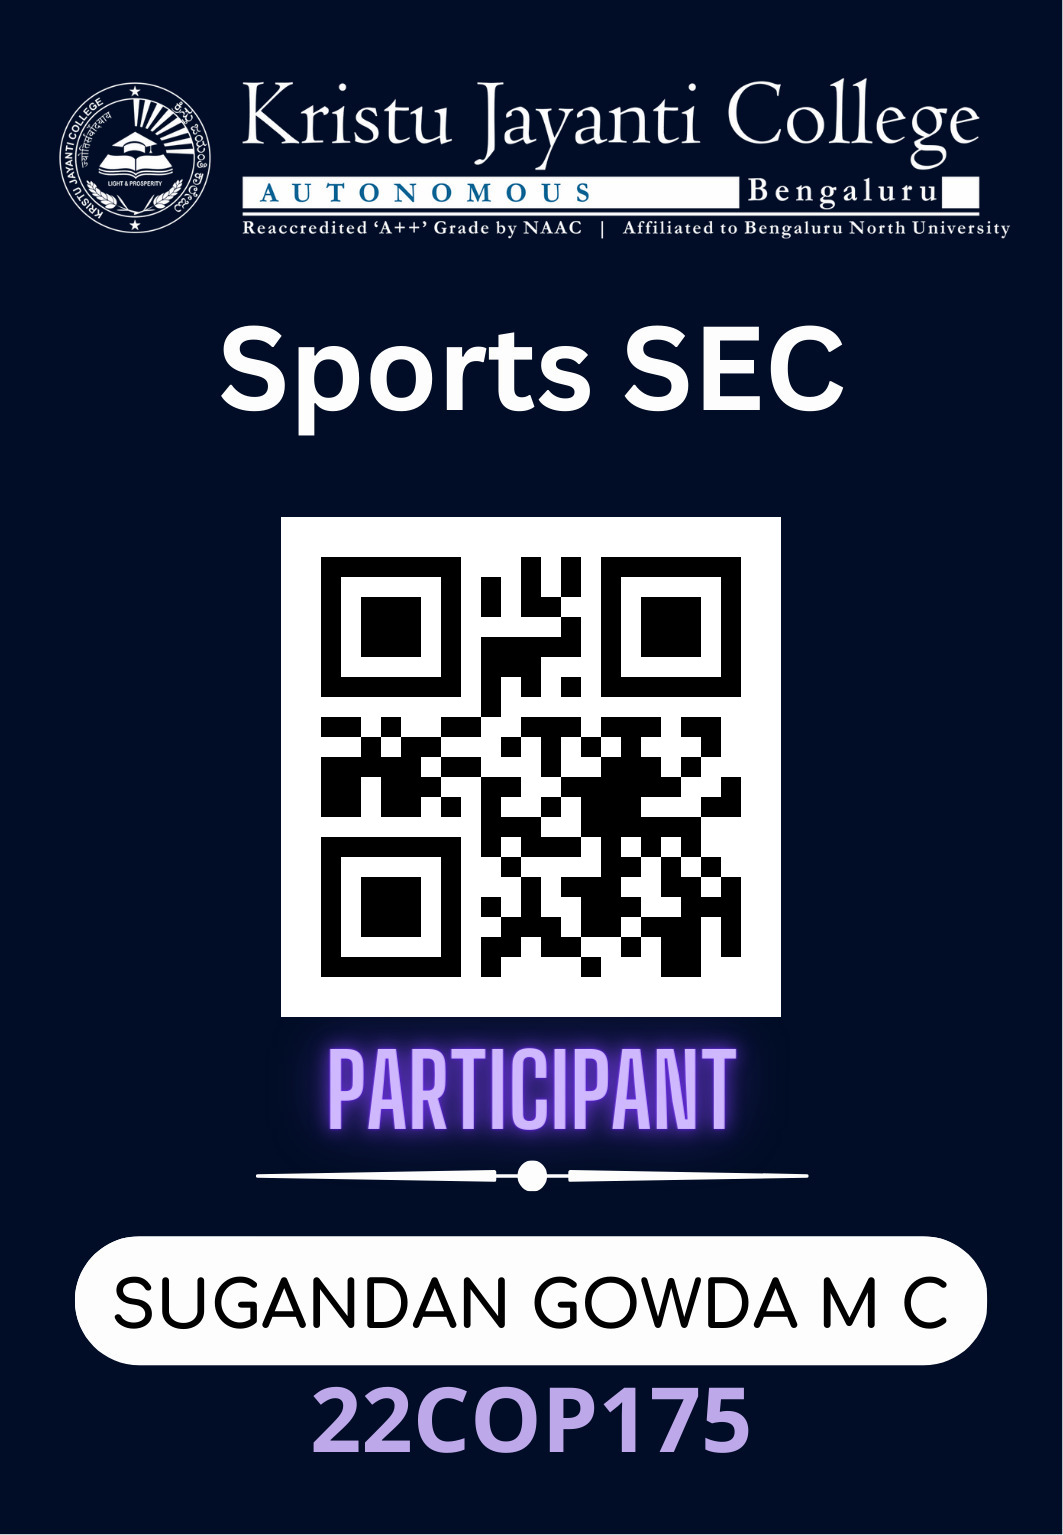 Kristu Jayanti College
AUTONOMOUS Bengaluru
Reaccredited ‘A++’ Grade by NAAC | Affiliated to Bengaluru North University
KRISTU JAYANTI COLLEGE
LIGHT & PROSPERITY
Sports SEC
PARTICIPANT
SUGANDAN GOWDA M C
22COP175